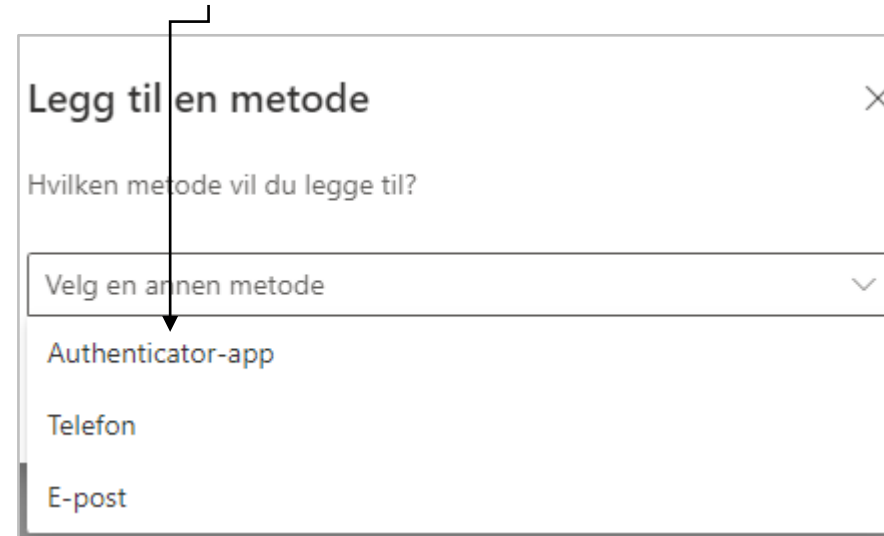 Legg til en metode
Hvilken metode vil du legge til?
Velg en annen metode
Authenticator-app
Telefon
E-post